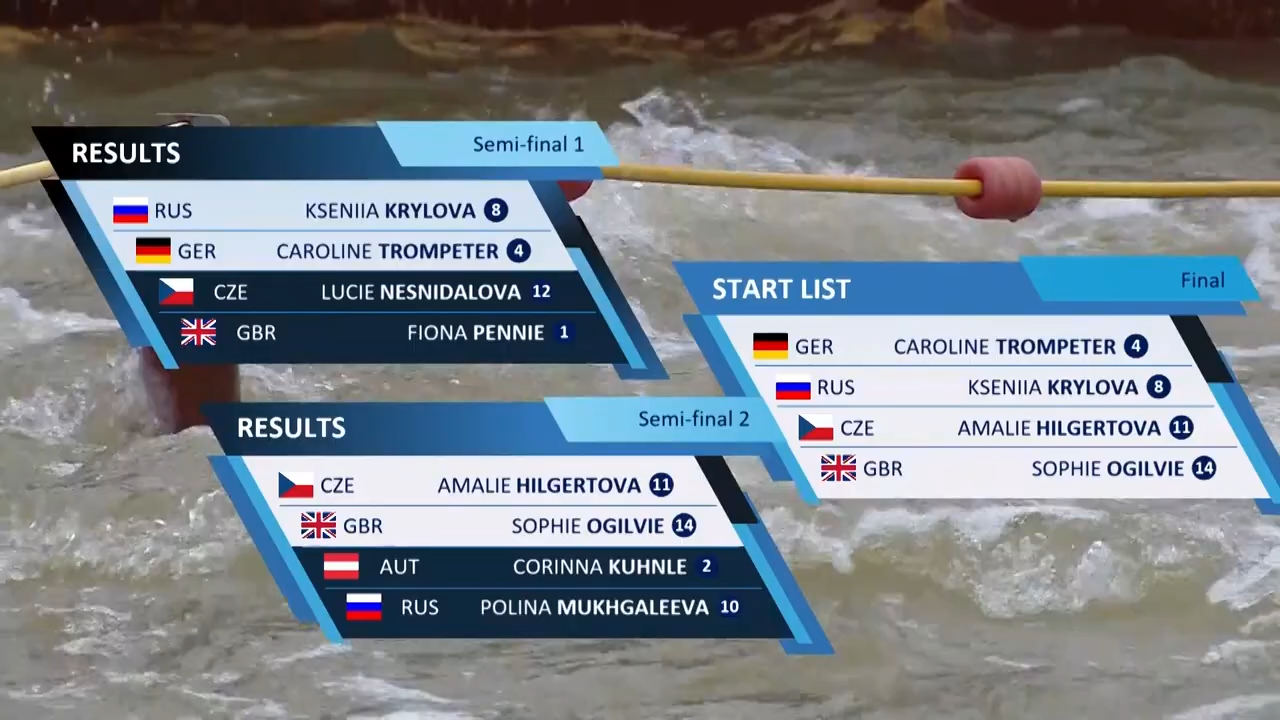 RESULTS Semi-final 1
RUS KSENIIA KRYLOVA 8
GER CAROLINE TROMPETER 4
CZE LUCIE NESNIDALOVA 12
GBR FIONA PENNIE 1
RESULTS Semi-final 2
CZE AMALIE HILGERTOVA 11
GBR SOPHIE OGILVIE 14
AUT CORINNA KUHNLE 2
RUS POLINA MUKHGALEEVA 10
START LIST Final
GER CAROLINE TROMPETER 4
RUS KSENIIA KRYLOVA 8
CZE AMALIE HILGERTOVA 11
GBR SOPHIE OGILVIE 14